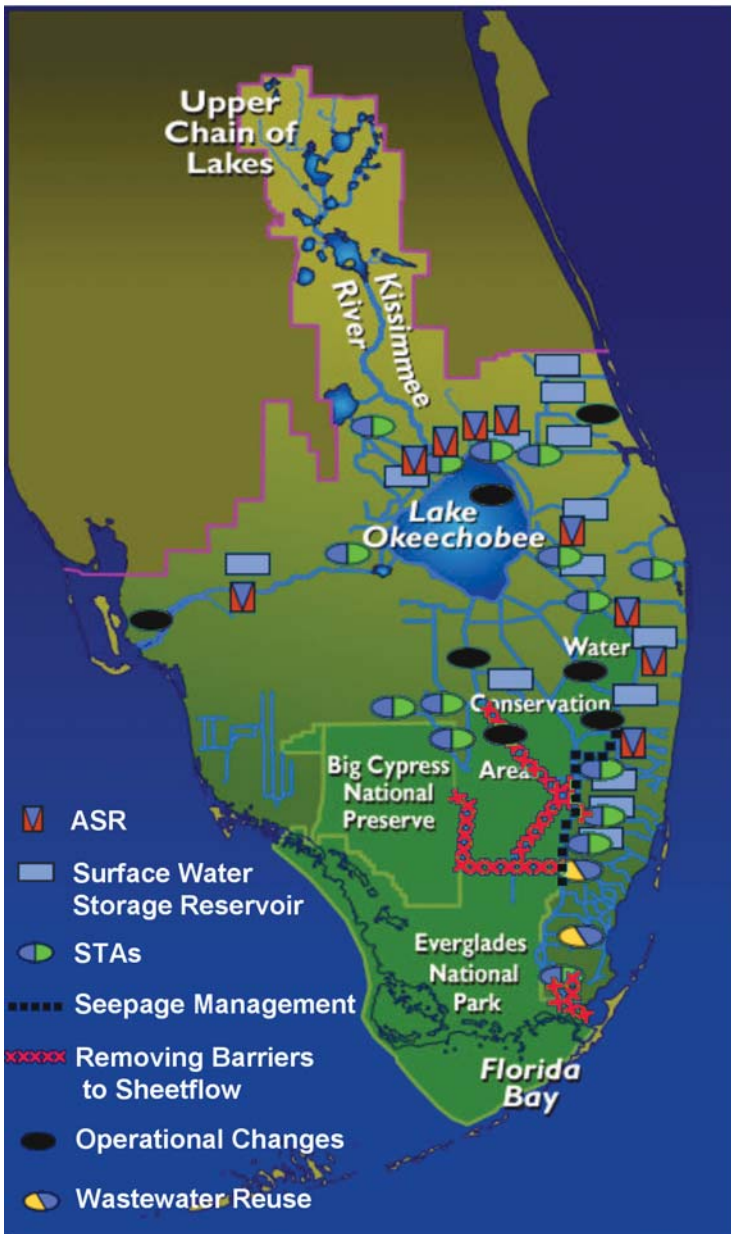 Upper
Chain of
Lakes
Kissimmee
River
Lake
Okeechobee
Water
Conservation
Area
Big Cypress
National
Preserve
Everglades
National
Park
Florida
Bay
ASR
Surface Water
Storage Reservoir
STAs
Seepage Management
Removing Barriers
to Sheetflow
Operational Changes
Wastewater Reuse